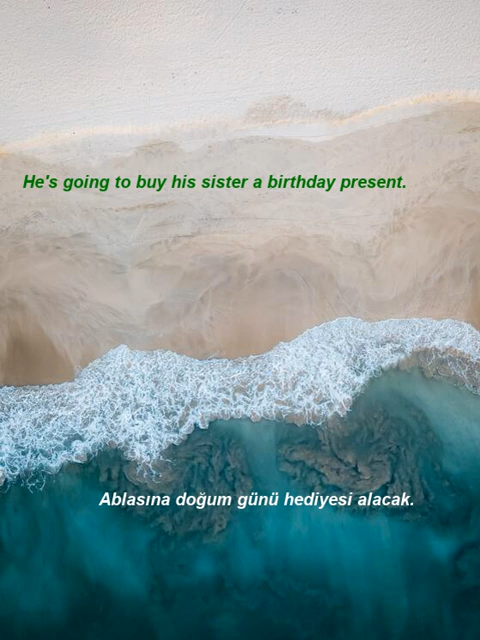 He's going to buy his sister a birthday present.
Ablasına doğum günü hediyesi alacak.